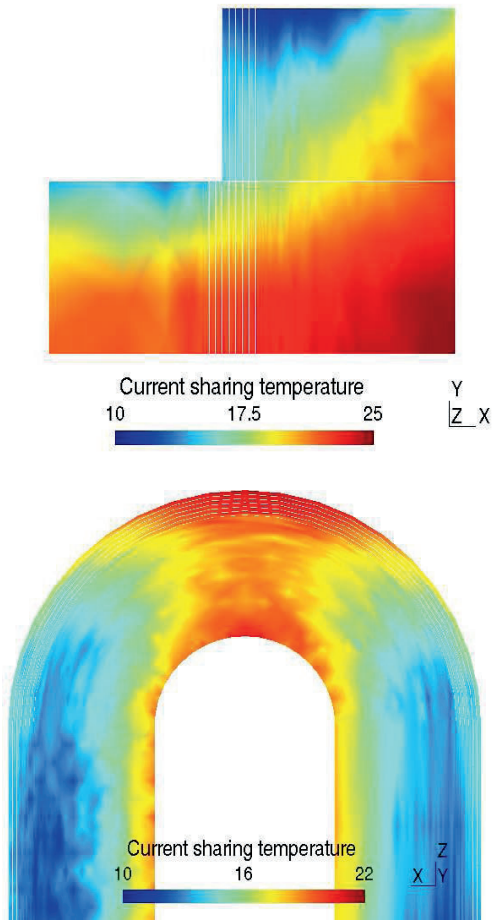 Current sharing temperature
10 17.5 25
Y
Z X
Current sharing temperature
10 16 22
Z
X Y